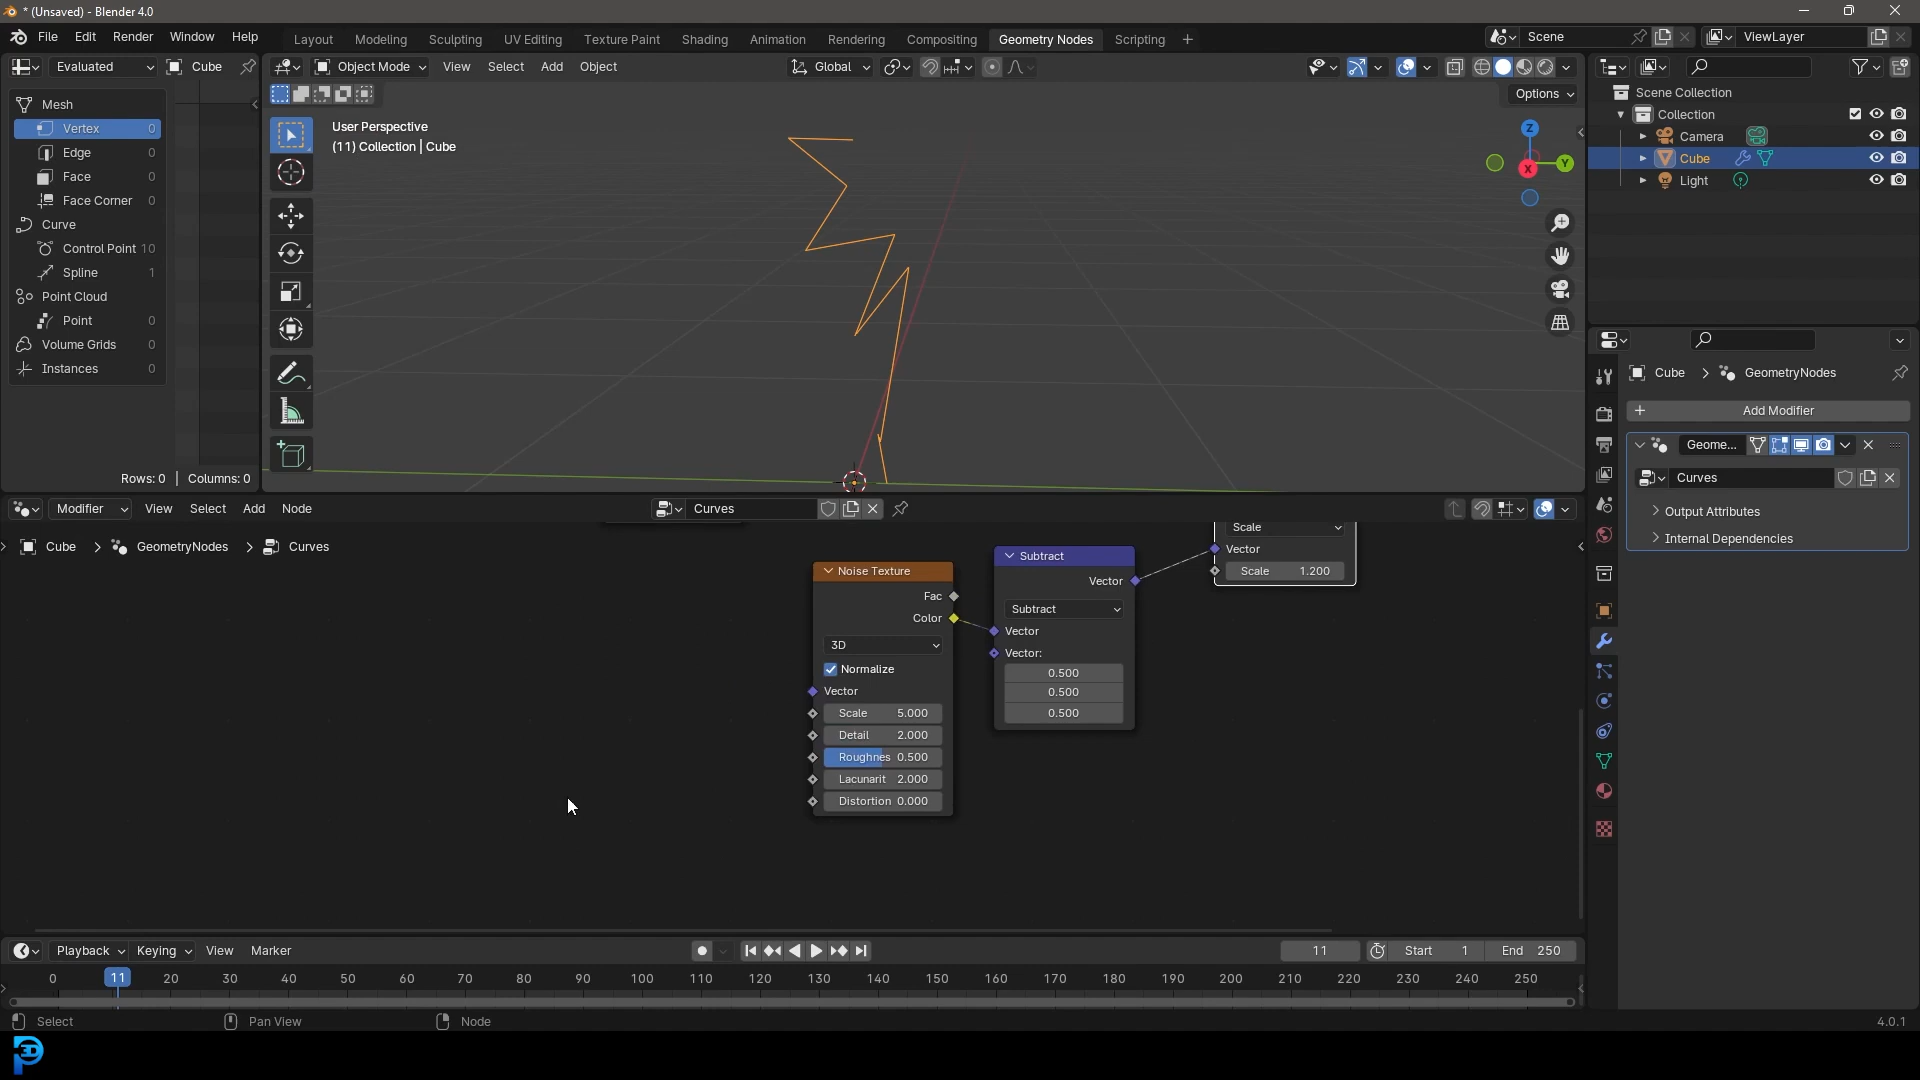 * (Unsaved) - Blender 4.0
File Edit Render Window Help
Layout Modeling Sculpting UV Editing Texture Paint Shading Animation Rendering Compositing Geometry Nodes Scripting +
Scene
ViewLayer
Evaluated Cube
Object Mode View Select Add Object
Global
Options
Mesh
Vertex 0
Edge 0
Face 0
Face Corner 0
Curve
Control Point 10
Spline 1
Point Cloud
Point 0
Volume Grids 0
Instances 0
Rows: 0 | Columns: 0
User Perspective
(11) Collection | Cube
Z
Y
X
Scene Collection
Collection
Camera
Cube
Light
Cube > GeometryNodes
+ Add Modifier
Geome...
Curves
Output Attributes
Internal Dependencies
Modifier View Select Add Node
Curves
Cube > GeometryNodes > Curves
Noise Texture
Fac
Color
3D
Normalize
Vector
Scale 5.000
Detail 2.000
Roughnes 0.500
Lacunarit 2.000
Distortion 0.000
Subtract
Vector
Subtract
Vector
Vector:
0.500
0.500
0.500
Scale
Vector
Scale 1.200
Playback Keying View Marker
11
Start 1
End 250
0 11 20 30 40 50 60 70 80 90 100 110 120 130 140 150 160 170 180 190 200 210 220 230 240 250
Select
Pan View
Node
4.0.1
3D
P